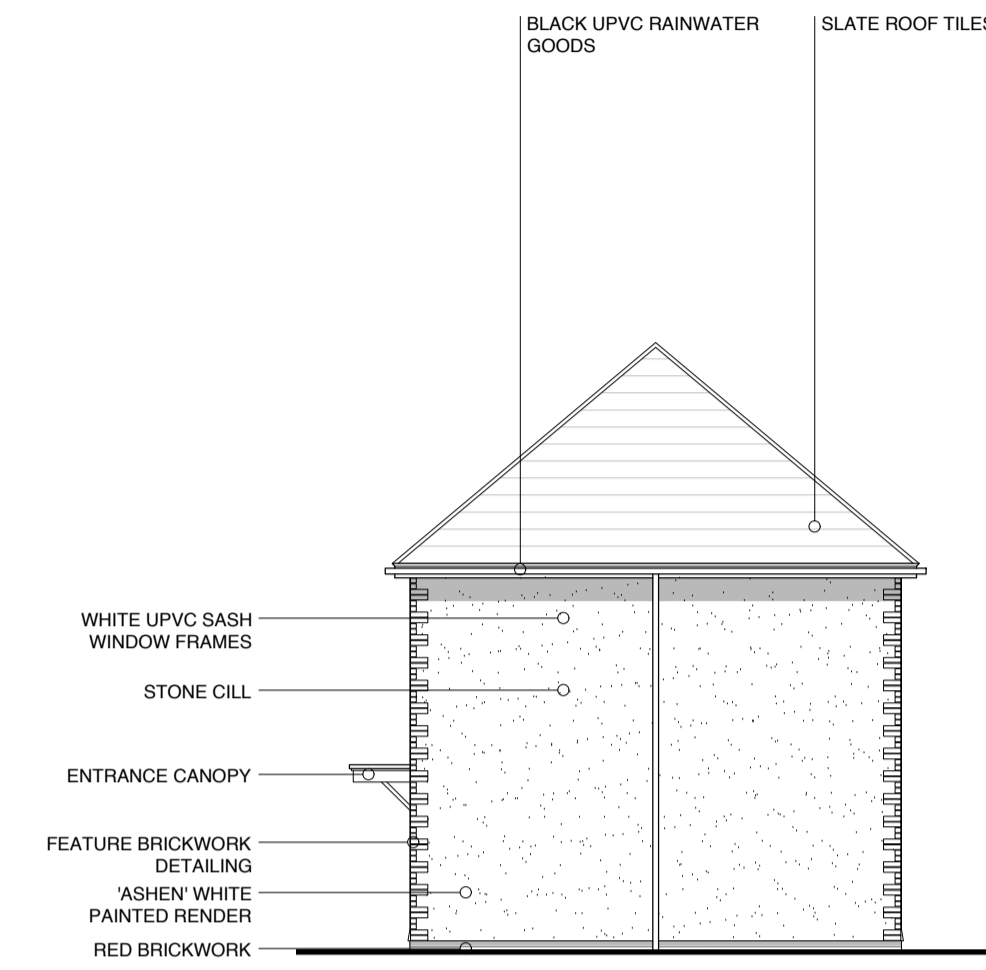 BLACK UPVC RAINWATER
GOODS
SLATE ROOF TILES
WHITE UPVC SASH
WINDOW FRAMES
STONE CILL
ENTRANCE CANOPY
FEATURE BRICKWORK
DETAILING
'ASHEN' WHITE
PAINTED RENDER
RED BRICKWORK